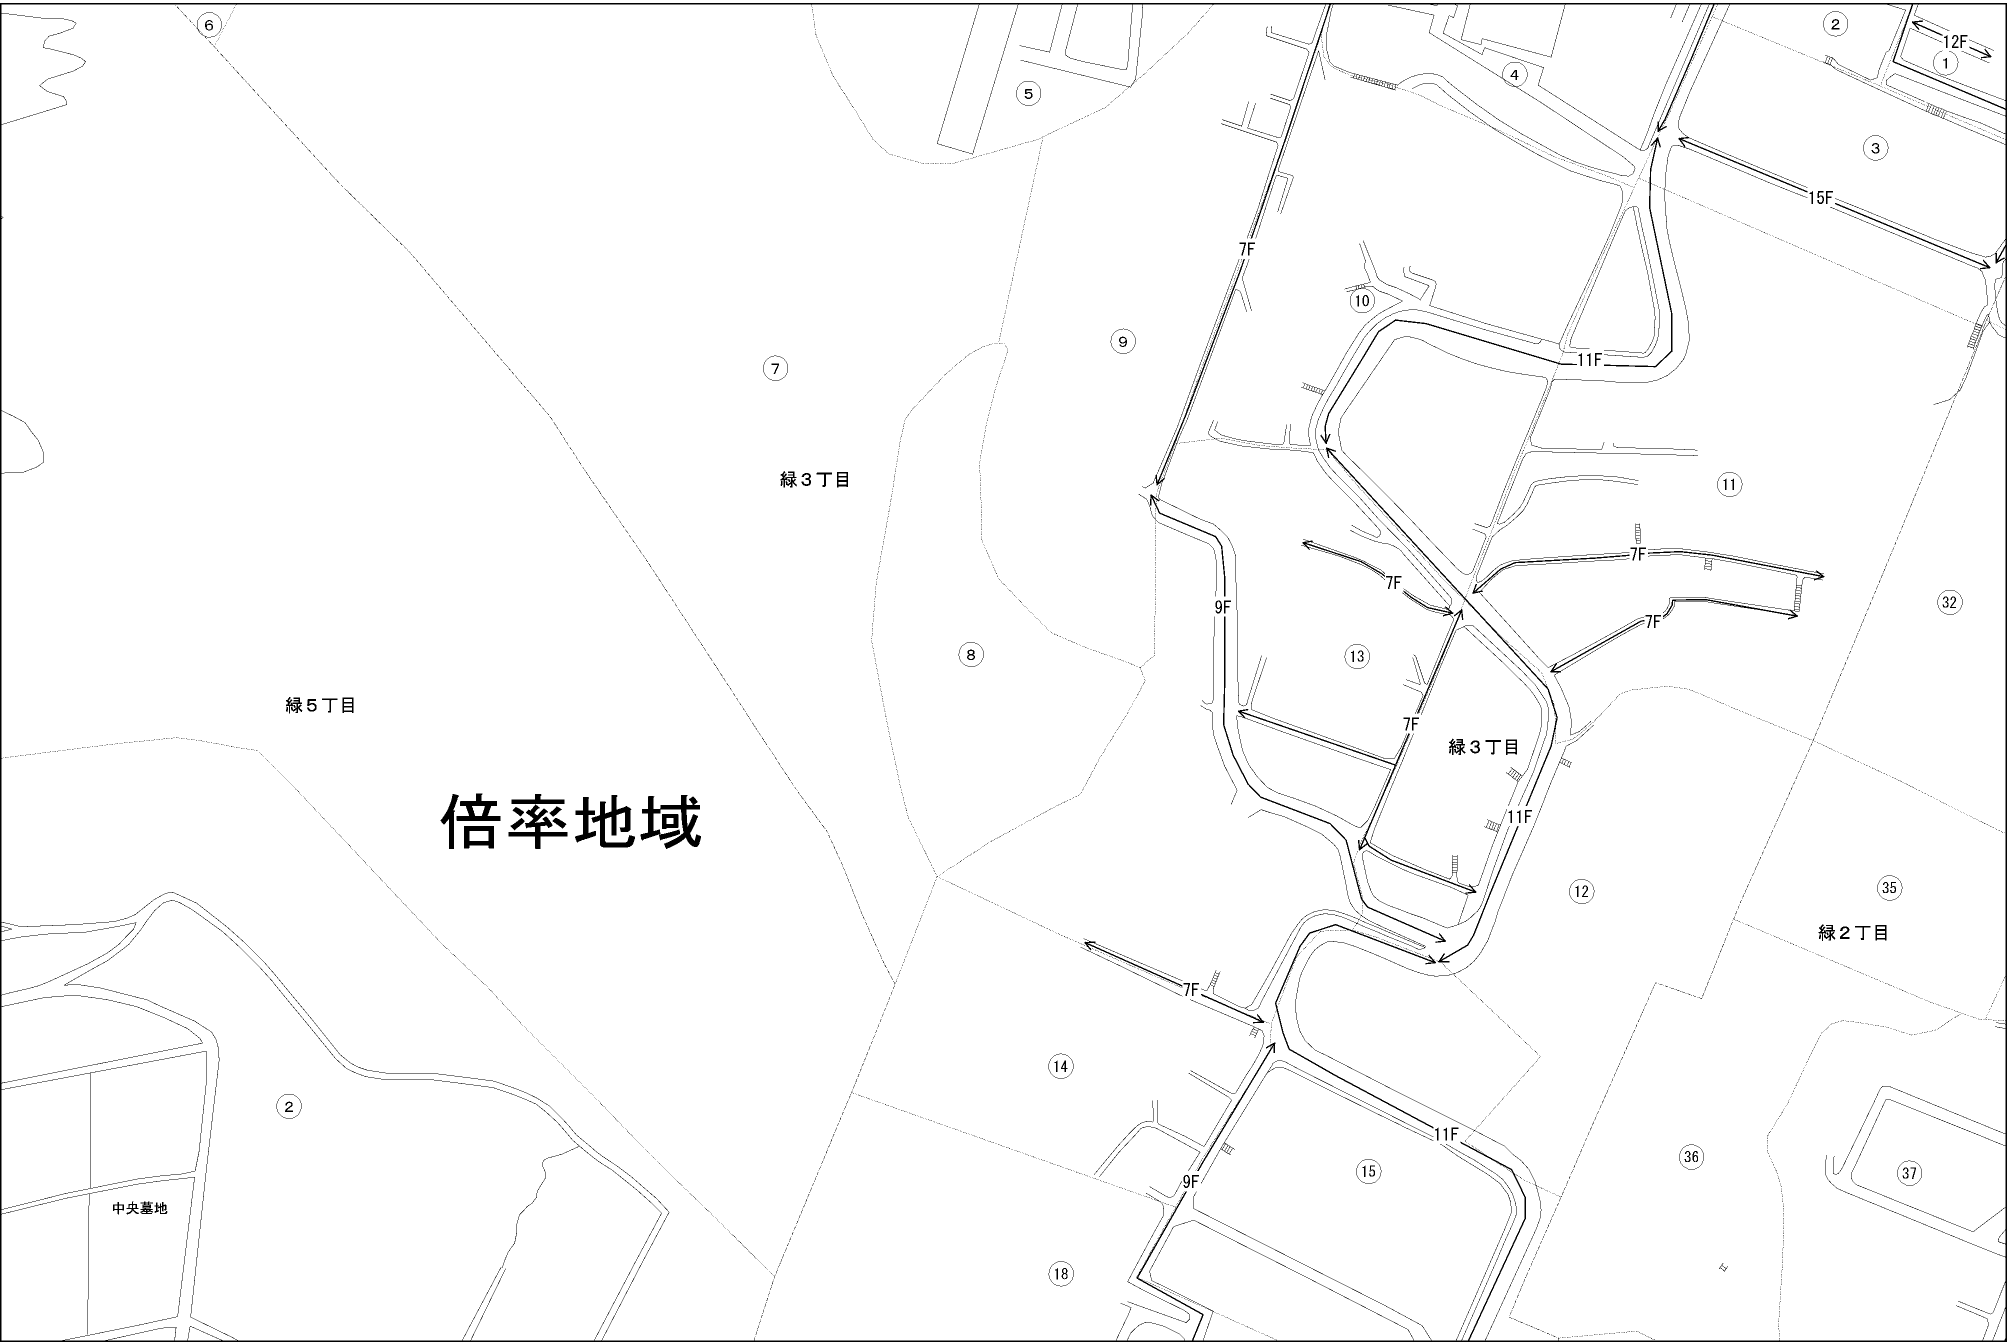 ⑥
②
12F
①
④
⑤
③
15F
7F
⑩
⑨
11F
⑦
緑3丁目
⑪
7F
7F
9F
32
7F
⑬
⑧
緑5丁目
7F
緑3丁目
倍率地域
11F
⑫
35
緑2丁目
7F
⑭
②
11F
36
⑮
37
9F
中央墓地
⑱